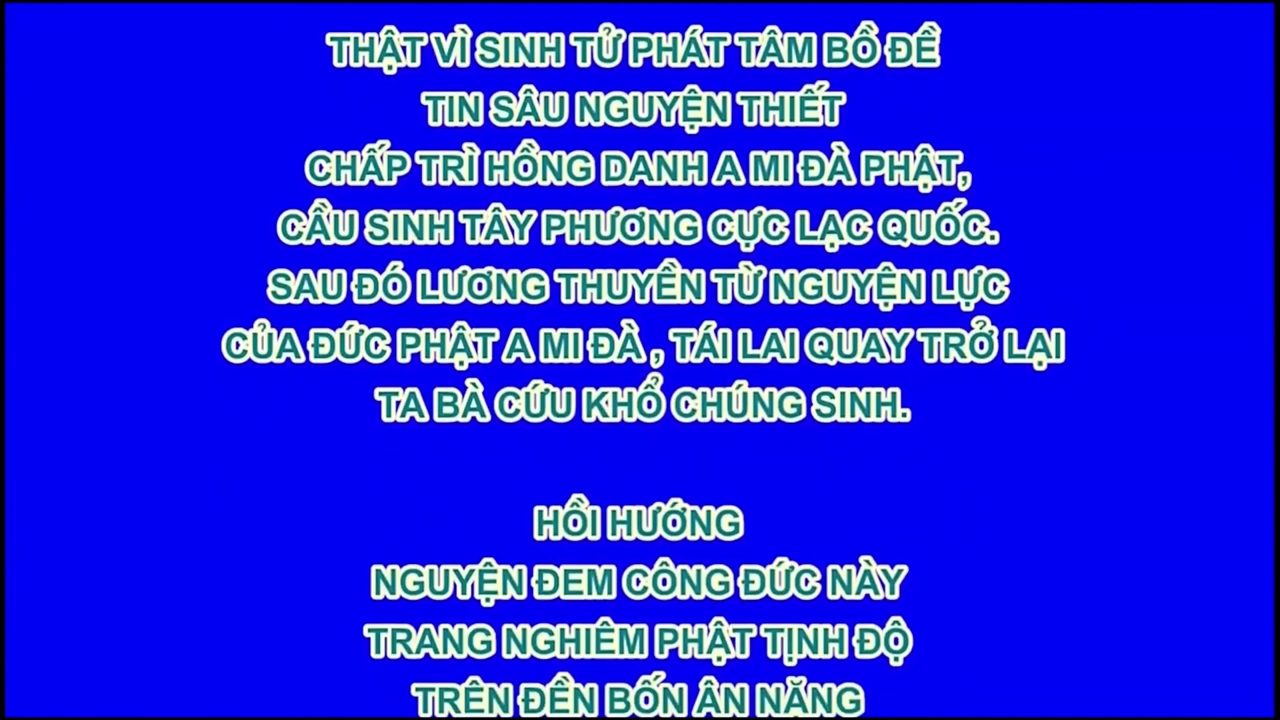 THẬT VÌ SINH TỬ PHÁT TÂM BỒ ĐỀ
TIN SÂU NGUYỆN THIẾT
CHẤP TRÌ HỒNG DANH A MI ĐÀ PHẬT,
CẦU SINH TÂY PHƯƠNG CỰC LẠC QUỐC.
SAU ĐÓ LƯƠNG THUYỀN TỪ NGUYỆN LỰC
CỦA ĐỨC PHẬT A MI ĐÀ , TÁI LAI QUAY TRỞ LẠI
TA BÀ CỨU KHỔ CHÚNG SINH.
HỒI HƯỚNG
NGUYỆN ĐEM CÔNG ĐỨC NÀY
TRANG NGHIÊM PHẬT TỊNH ĐỘ
TRÊN ĐỀN BỐN ÂN NẶNG